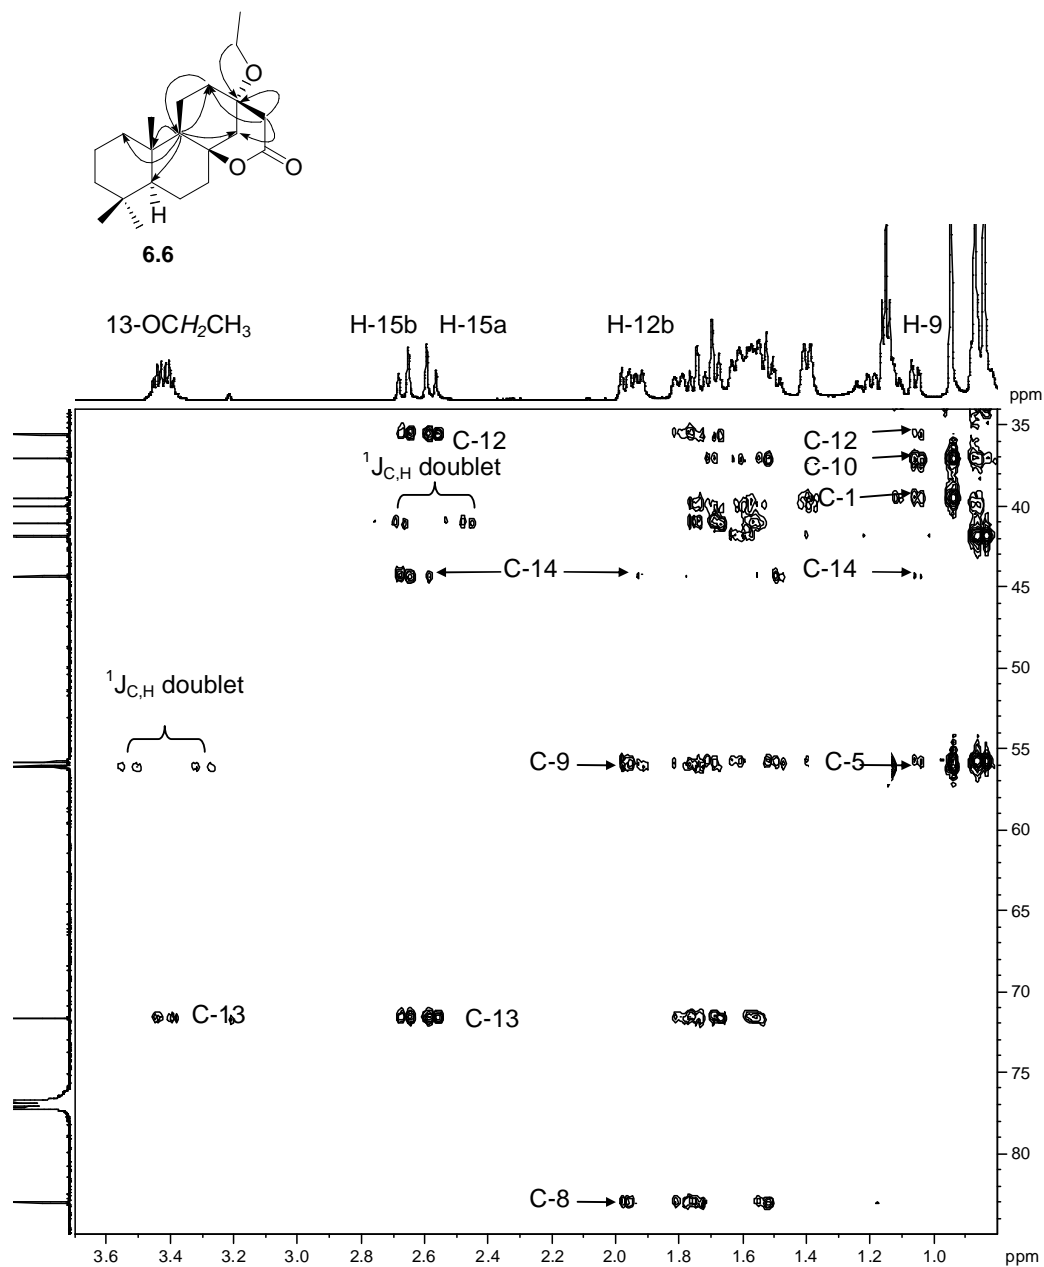 O
O
O
H
6.6
13-OCH₂CH₃ H-15b H-15a H-12b H-9
ppm
35
C-12 C-12
C-10
¹J_C,H doublet
C-1
40
C-14 C-14
45
50
¹J_C,H doublet
55
C-9 C-5
60
65
70
C-13 C-13
75
80
C-8
3.6 3.4 3.2 3.0 2.8 2.6 2.4 2.2 2.0 1.8 1.6 1.4 1.2 1.0 ppm